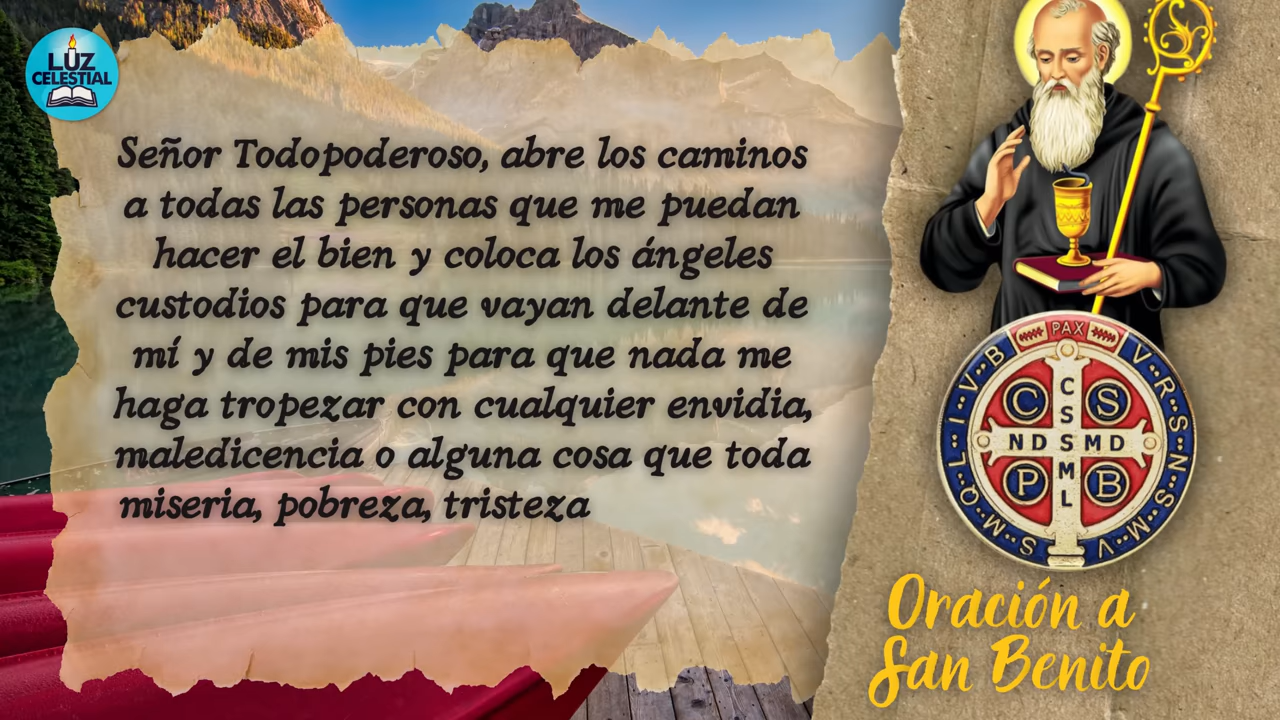 LUZ
CELESTIAL
Señor Todopoderoso, abre los caminos
a todas las personas que me puedan
hacer el bien y coloca los ángeles
custodios para que vayan delante de
mí y de mis pies para que nada me
haga tropezar con cualquier envidia,
maledicencia o alguna cosa que toda
miseria, pobreza, tristeza
PAX
V·R·S··N··S·M·V
S·M··Q··L··I·V·B
C S
C
S
S
M
L
ND SMD
P B
Oración a
San Benito